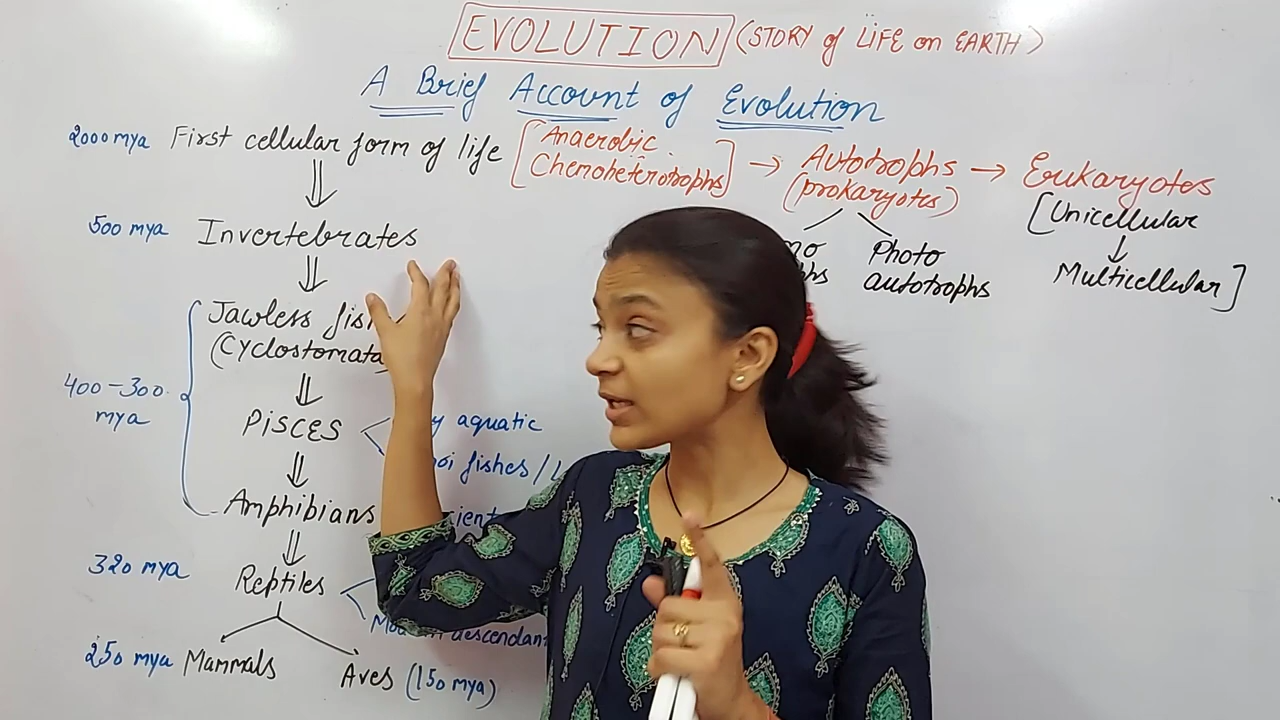 EVOLUTION (STORY of LiFE on EARTH)
A Brief Account of Evolution
2000 mya First cellular form of life [Anaerobic Chemoheterotrophs] → Autotrophs (prokaryotes) → Eukaryotes
[Unicellular
↓
Multicellular]
Photo
autotrophs
500 mya Invertebrates
Jawless
(Cyclostomata
400-300 mya
PISCES
aquatic
fishes/
Amphibians
320 mya Reptiles
descendant
250 mya Mammals
Aves (150 mya)